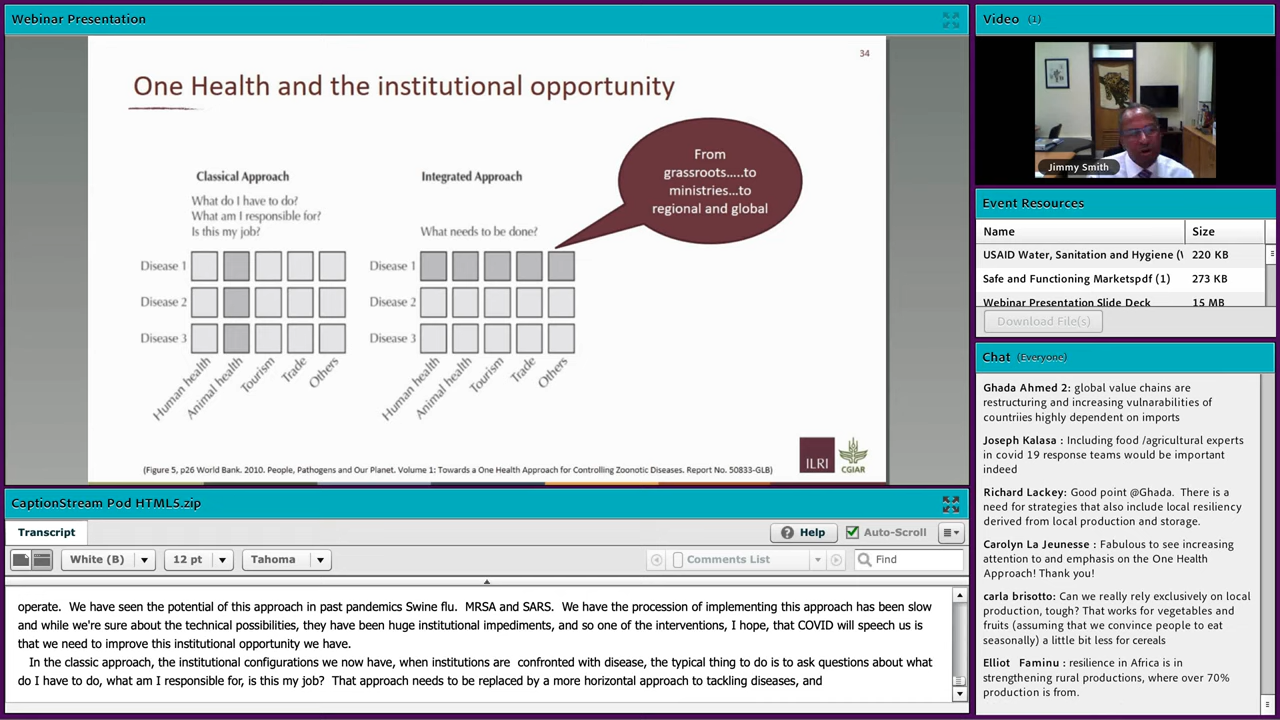 Webinar Presentation
34
One Health and the institutional opportunity
From
grassroots.....to
ministries...to
regional and global
Classical Approach
What do I have to do?
What am I responsible for?
Is this my job?
Disease 1
Disease 2
Disease 3
Human health
Animal health
Tourism
Trade
Others
Integrated Approach
What needs to be done?
Disease 1
Disease 2
Disease 3
Human health
Animal health
Tourism
Trade
Others
ILRI
CGIAR
(Figure 5, p26 World Bank. 2010. People, Pathogens and Our Planet. Volume 1: Towards a One Health Approach for Controlling Zoonotic Diseases. Report No. 50833-GLB)
CaptionStream Pod HTML5.zip
Transcript
Help
Auto-Scroll
White (B)
12 pt
Tahoma
Comments List
Find
operate. We have seen the potential of this approach in past pandemics Swine flu. MRSA and SARS. We have the procession of implementing this approach has been slow
and while we're sure about the technical possibilities, they have been huge institutional impediments, and so one of the interventions, I hope, that COVID will speech us is
that we need to improve this institutional opportunity we have.
In the classic approach, the institutional configurations we now have, when institutions are confronted with disease, the typical thing to do is to ask questions about what
do I have to do, what am I responsible for, is this my job? That approach needs to be replaced by a more horizontal approach to tackling diseases, and
Video (1)
Jimmy Smith
Event Resources
Name
Size
USAID Water, Sanitation and Hygiene (
220 KB
Safe and Functioning Marketspdf (1)
273 KB
Webinar Presentation Slide Deck
15 MB
Download File(s)
Chat (Everyone)
Ghada Ahmed 2: global value chains are
restructuring and increasing vulnarabilities of
countriies highly dependent on imports
Joseph Kalasa : Including food /agricultural experts
in covid 19 response teams would be important
indeed
Richard Lackey: Good point @Ghada. There is a
need for strategies that also include local resiliency
derived from local production and storage.
Carolyn La Jeunesse : Fabulous to see increasing
attention to and emphasis on the One Health
Approach! Thank you!
carla brisotto: Can we really rely exclusively on local
production, tough? That works for vegetables and
fruits (assuming that we convince people to eat
seasonally) a little bit less for cereals
Elliot Faminu : resilience in Africa is in
strengthening rural productions, where over 70%
production is from.